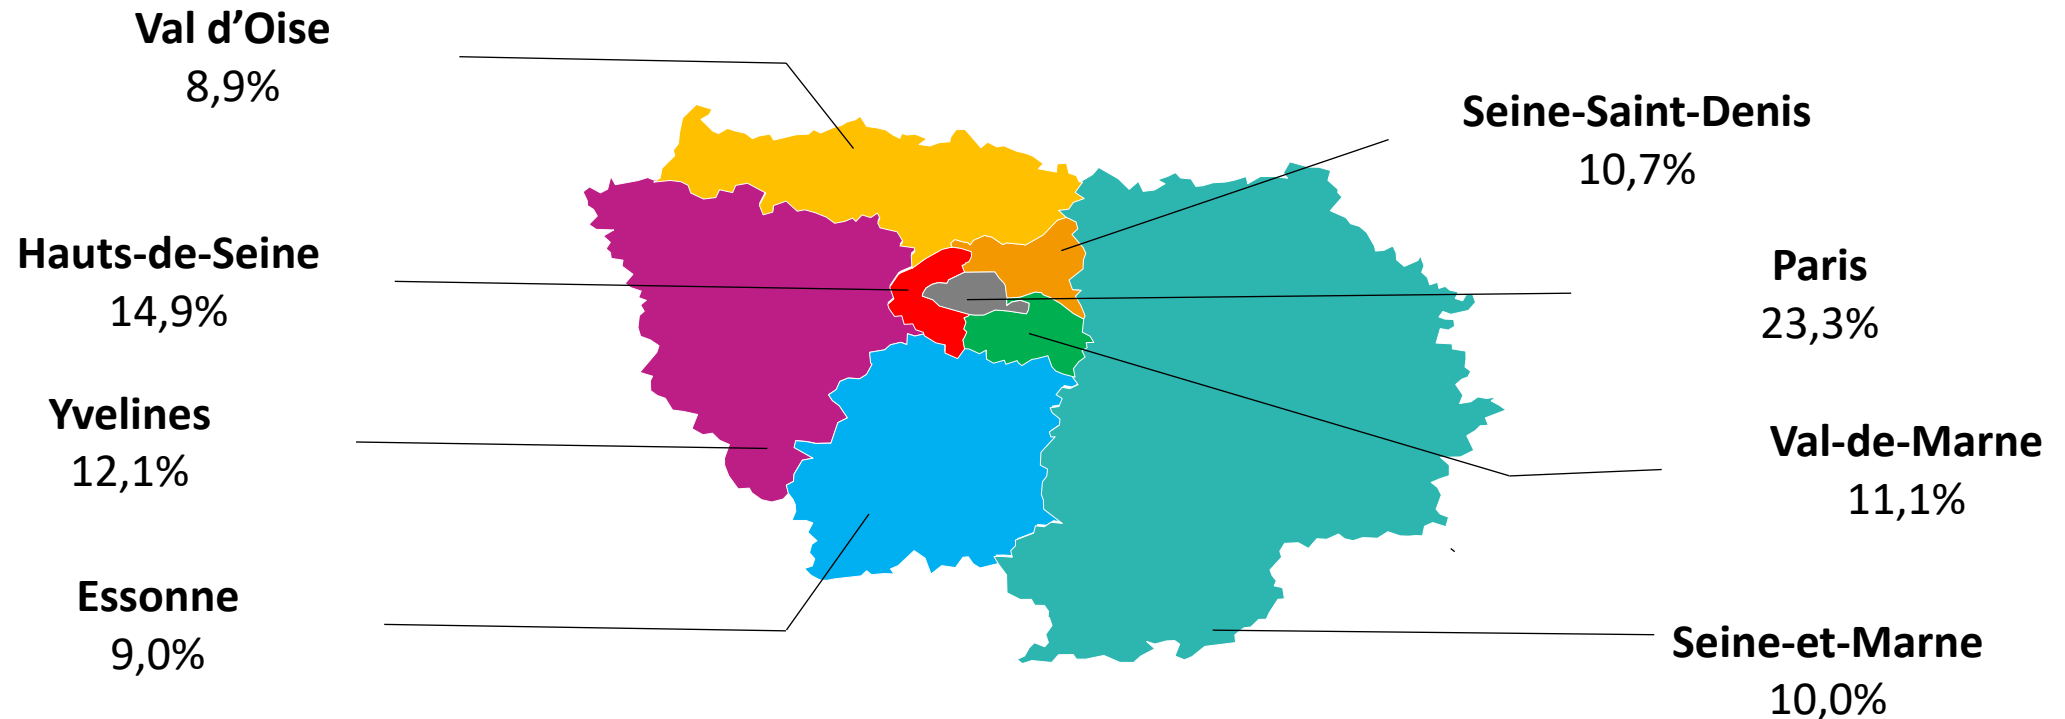 Val d’Oise
8,9%
Seine-Saint-Denis
10,7%
Hauts-de-Seine
14,9%
Paris
23,3%
Yvelines
12,1%
Val-de-Marne
11,1%
Essonne
9,0%
Seine-et-Marne
10,0%